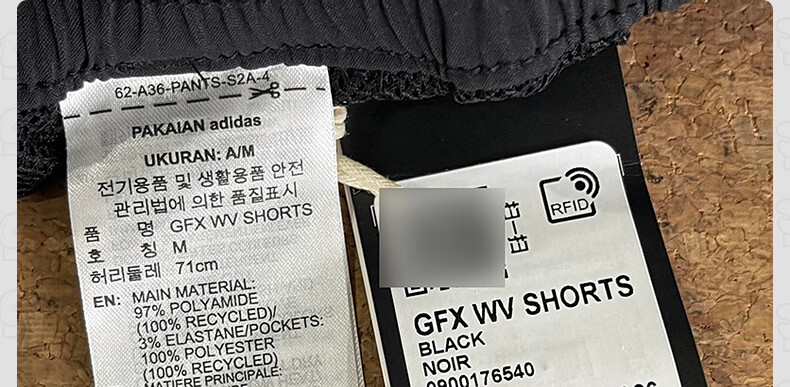 62-A36-PANTS-S2A-4
PAKAIAN adidas
UKURAN: A/M
전기용품 및 생활용품 안전
관리법에 의한 품질표시
품 명 GFX WV SHORTS
호 칭 M
허리둘레 71cm
EN: MAIN MATERIAL:
97% POLYAMIDE
(100% RECYCLED)/
3% ELASTANE/POCKETS:
100% POLYESTER
(100% RECYCLED)
MATIERE PRINCIPALE:
RFID
GFX WV SHORTS
BLACK
NOIR
0900176540